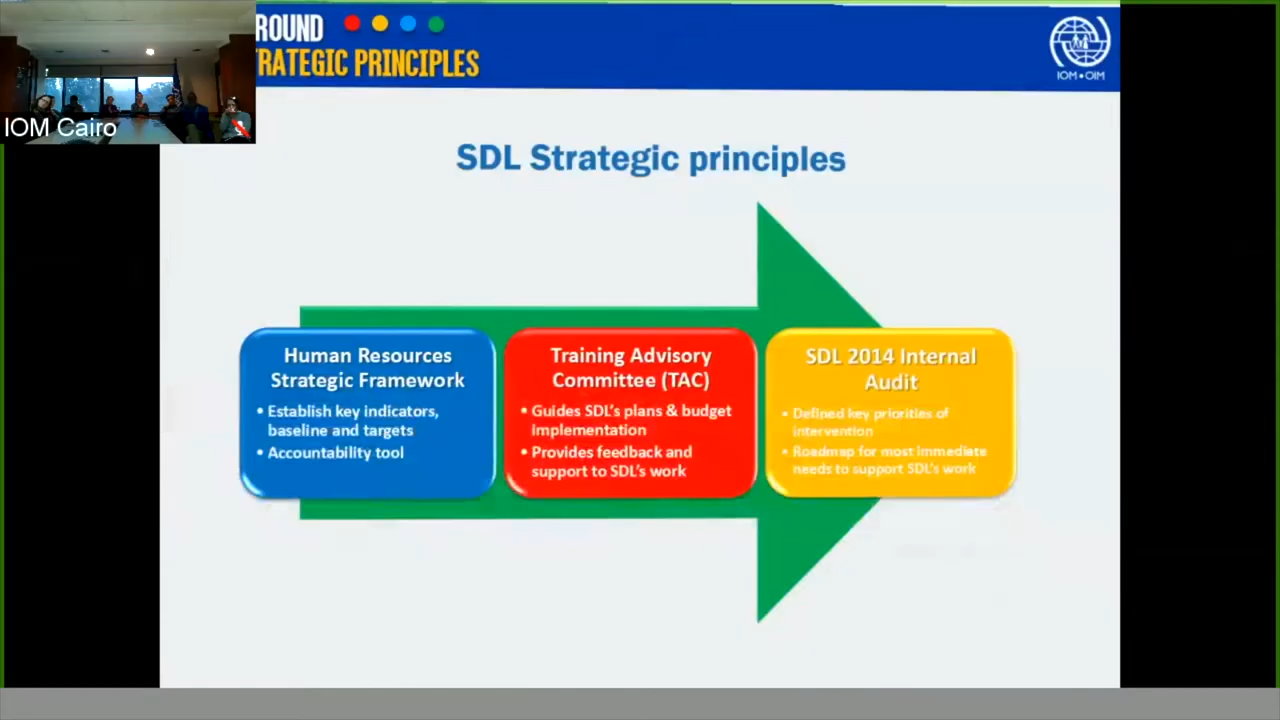 ROUND
RATEGIC PRINCIPLES
IOM • OIM
IOM Cairo
SDL Strategic principles
Human Resources
Strategic Framework
• Establish key indicators,
baseline and targets
• Accountability tool
Training Advisory
Committee (TAC)
• Guides SDL's plans & budget
implementation
• Provides feedback and
support to SDL's work
SDL 2014 Internal
Audit
• Defined key priorities of
intervention
• Roadmap for most immediate
needs to support SDL's work